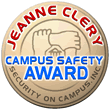 JEANNE CLERY
CAMPUS SAFETY
AWARD
SECURITY ON CAMPUS, INC.